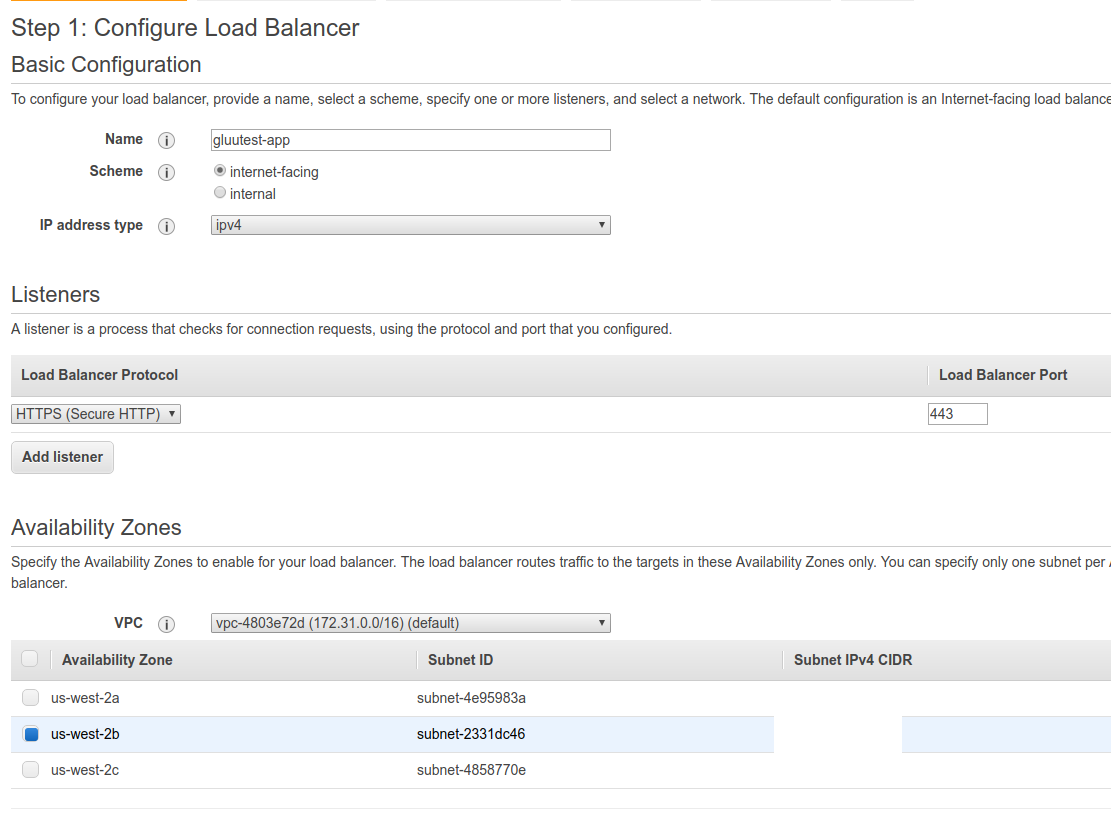 Step 1: Configure Load Balancer
Basic Configuration
To configure your load balancer, provide a name, select a scheme, specify one or more listeners, and select a network. The default configuration is an Internet-facing load balance
Name i gluutest-app
Scheme i internet-facing
internal
IP address type i ipv4
Listeners
A listener is a process that checks for connection requests, using the protocol and port that you configured.
Load Balancer Protocol Load Balancer Port
HTTPS (Secure HTTP) 443
Add listener
Availability Zones
Specify the Availability Zones to enable for your load balancer. The load balancer routes traffic to the targets in these Availability Zones only. You can specify only one subnet per
balancer.
VPC i vpc-4803e72d (172.31.0.0/16) (default)
Availability Zone Subnet ID Subnet IPv4 CIDR
us-west-2a subnet-4e95983a
us-west-2b subnet-2331dc46
us-west-2c subnet-4858770e